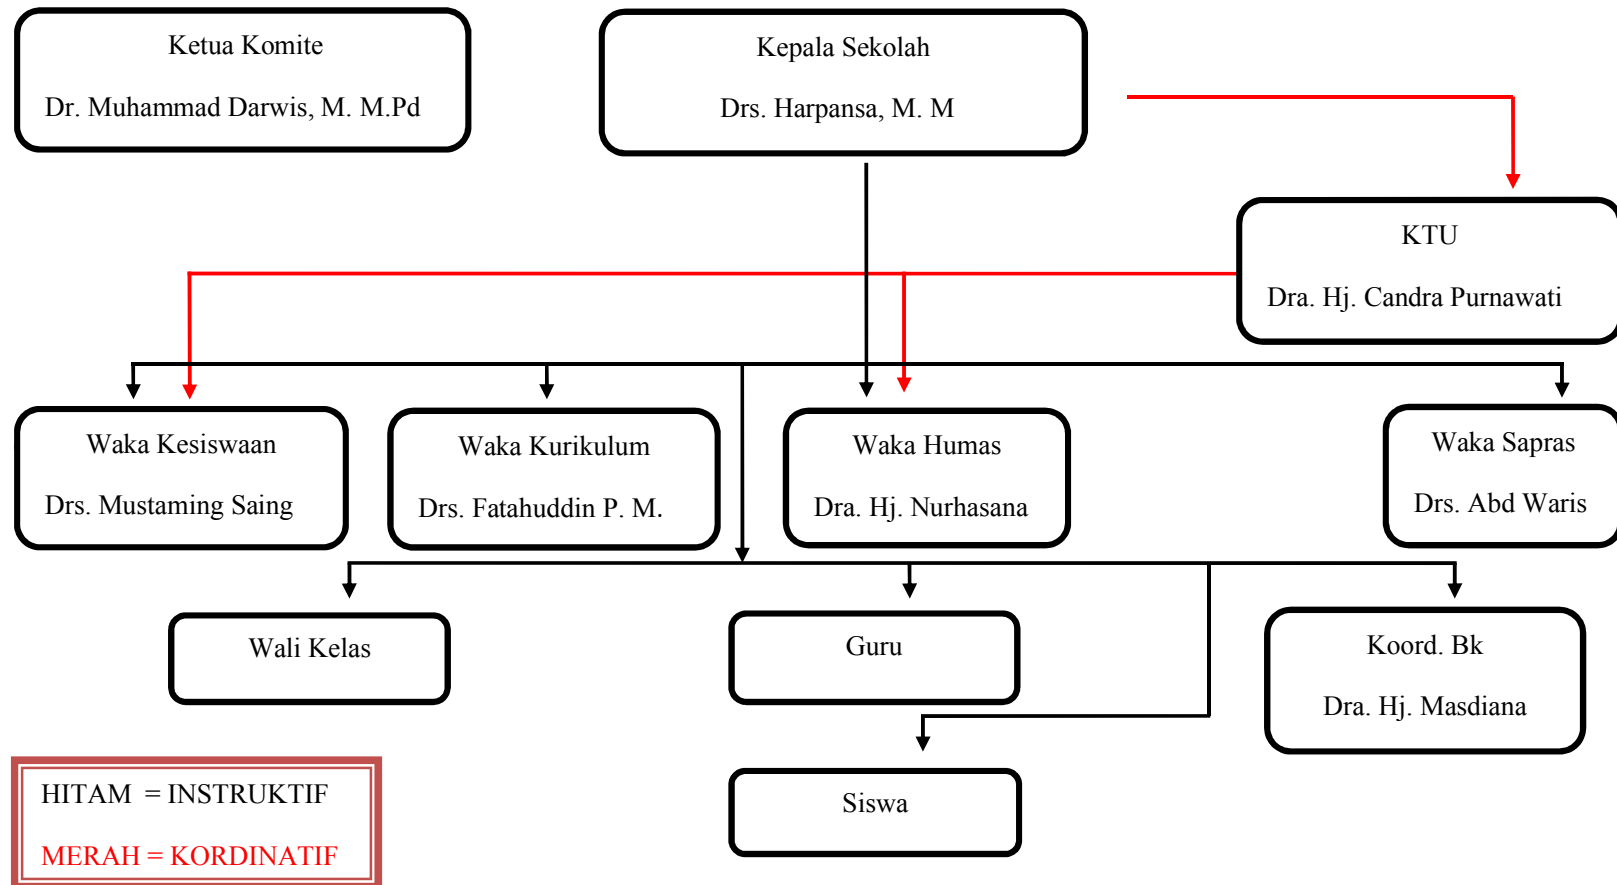 Ketua Komite
Dr. Muhammad Darwis, M. M.Pd
Kepala Sekolah
Drs. Harpansa, M. M
KTU
Dra. Hj. Candra Purnawati
Waka Kesiswaan
Drs. Mustaming Saing
Waka Kurikulum
Drs. Fatahuddin P. M.
Waka Humas
Dra. Hj. Nurhasana
Waka Sapras
Drs. Abd Waris
Wali Kelas
Guru
Koord. Bk
Dra. Hj. Masdiana
Siswa
HITAM = INSTRUKTIF
MERAH = KORDINATIF